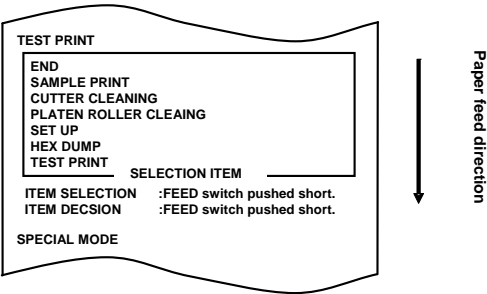 TEST PRINT
END
SAMPLE PRINT
CUTTER CLEANING
PLATEN ROLLER CLEAING
SET UP
HEX DUMP
TEST PRINT
SELECTION ITEM
ITEM SELECTION :FEED switch pushed short.
ITEM DECSION :FEED switch pushed short.
SPECIAL MODE
Paper feed direction